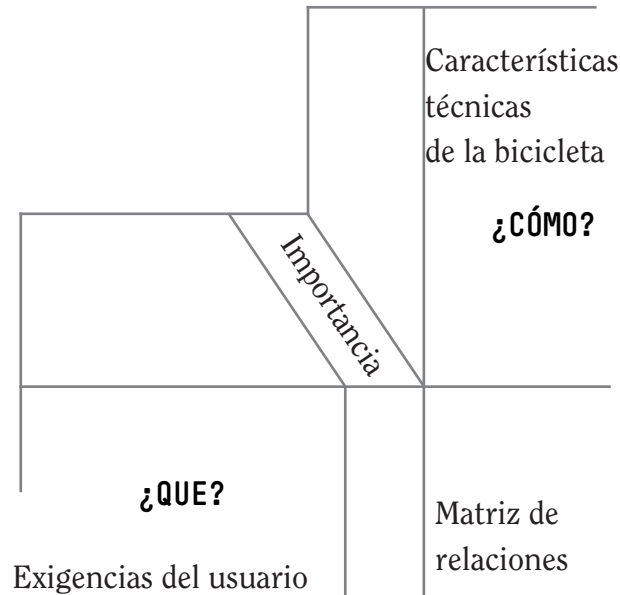 Características
técnicas
de la bicicleta
¿CÓMO?
Importancia
¿QUE?
Matriz de
relaciones
Exigencias del usuario